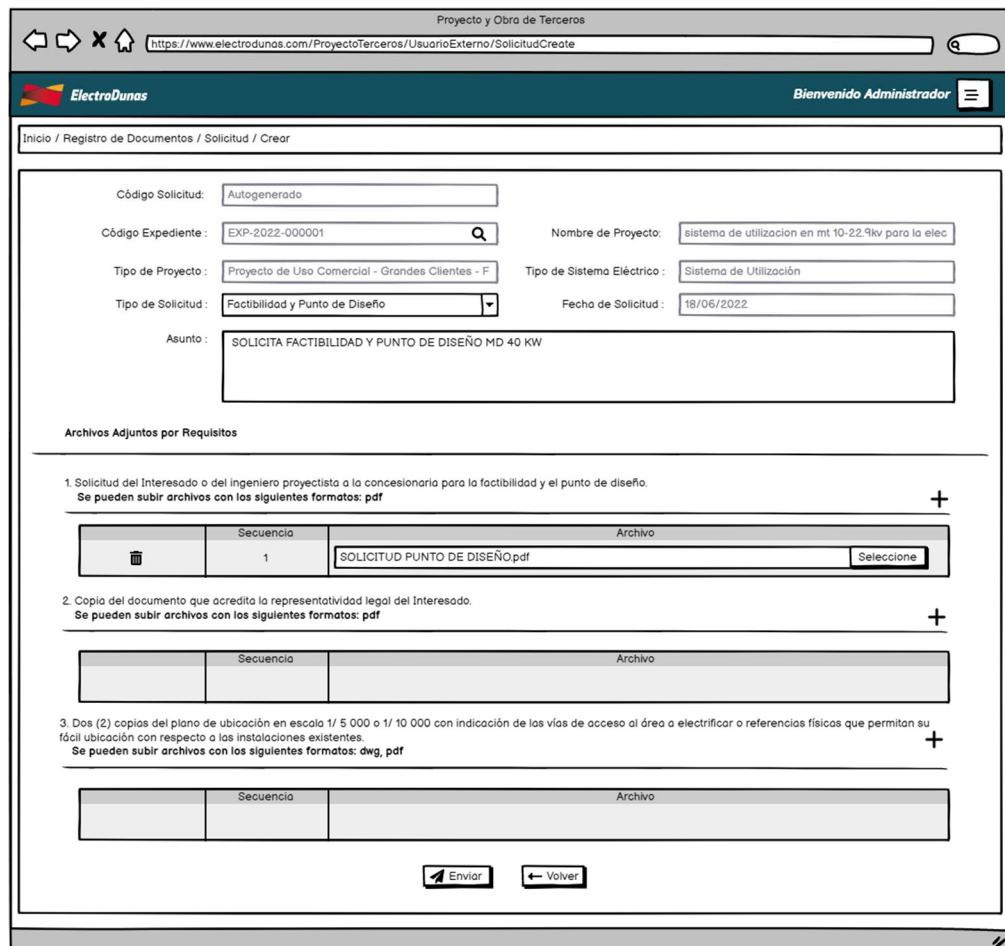 Proyecto y Obra de Terceros
https://www.electrodunas.com/ProyectoTerceros/UsuarioExterno/SolicitudCreate
ElectroDunas
Bienvenido Administrador
Inicio / Registro de Documentos / Solicitud / Crear
Código Solicitud: Autogenerado
Código Expediente : EXP-2022-000001 Nombre de Proyecto: sistema de utilizacion en mt 10-22.9kv para la elec
Tipo de Proyecto : Proyecto de Uso Comercial - Grandes Clientes - F Tipo de Sistema Eléctrico : Sistema de Utilización
Tipo de Solicitud : Factibilidad y Punto de Diseño Fecha de Solicitud : 18/06/2022
Asunto : SOLICITA FACTIBILIDAD Y PUNTO DE DISEÑO MD 40 KW
Archivos Adjuntos por Requisitos
1. Solicitud del Interesado o del ingeniero proyectista a la concesionaria para la factibilidad y el punto de diseño.
Se pueden subir archivos con los siguientes formatos: pdf
Secuencia Archivo
1 SOLICITUD PUNTO DE DISEÑO.pdf Seleccione
2. Copia del documento que acredita la representatividad legal del Interesado.
Se pueden subir archivos con los siguientes formatos: pdf
Secuencia Archivo
3. Dos (2) copias del plano de ubicación en escala 1/ 5 000 o 1/ 10 000 con indicación de las vías de acceso al área a electrificar o referencias físicas que permitan su
fácil ubicación con respecto a las instalaciones existentes.
Se pueden subir archivos con los siguientes formatos: dwg, pdf
Secuencia Archivo
Enviar Volver